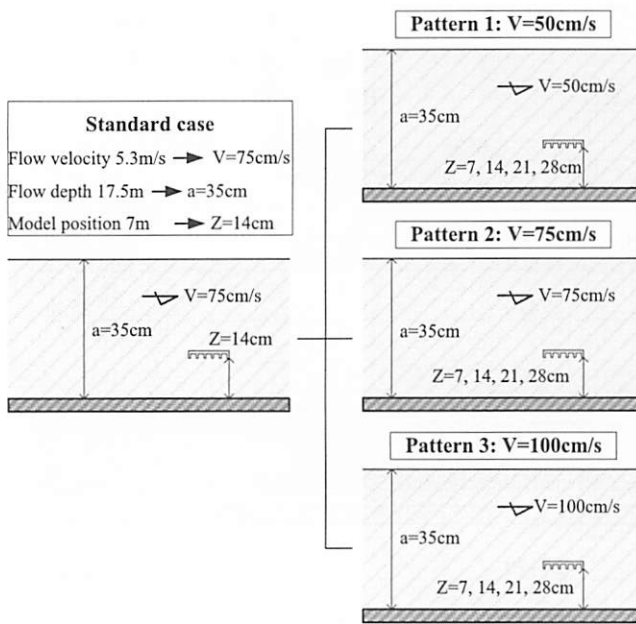 Standard case
Flow velocity 5.3m/s → V=75cm/s
Flow depth 17.5m → a=35cm
Model position 7m → Z=14cm
V=75cm/s
a=35cm
Z=14cm
Pattern 1: V=50cm/s
V=50cm/s
a=35cm
Z=7, 14, 21, 28cm
Pattern 2: V=75cm/s
V=75cm/s
a=35cm
Z=7, 14, 21, 28cm
Pattern 3: V=100cm/s
V=100cm/s
a=35cm
Z=7, 14, 21, 28cm